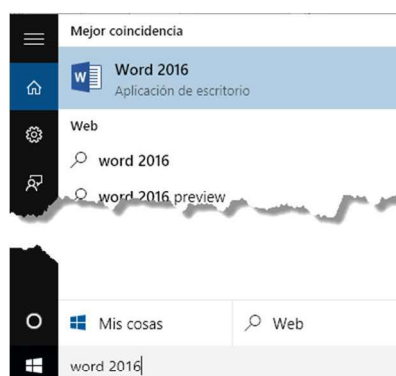 Mejor coincidencia
W
Word 2016
Aplicación de escritorio
Web
word 2016
word 2016 preview
Mis cosas
Web
word 2016